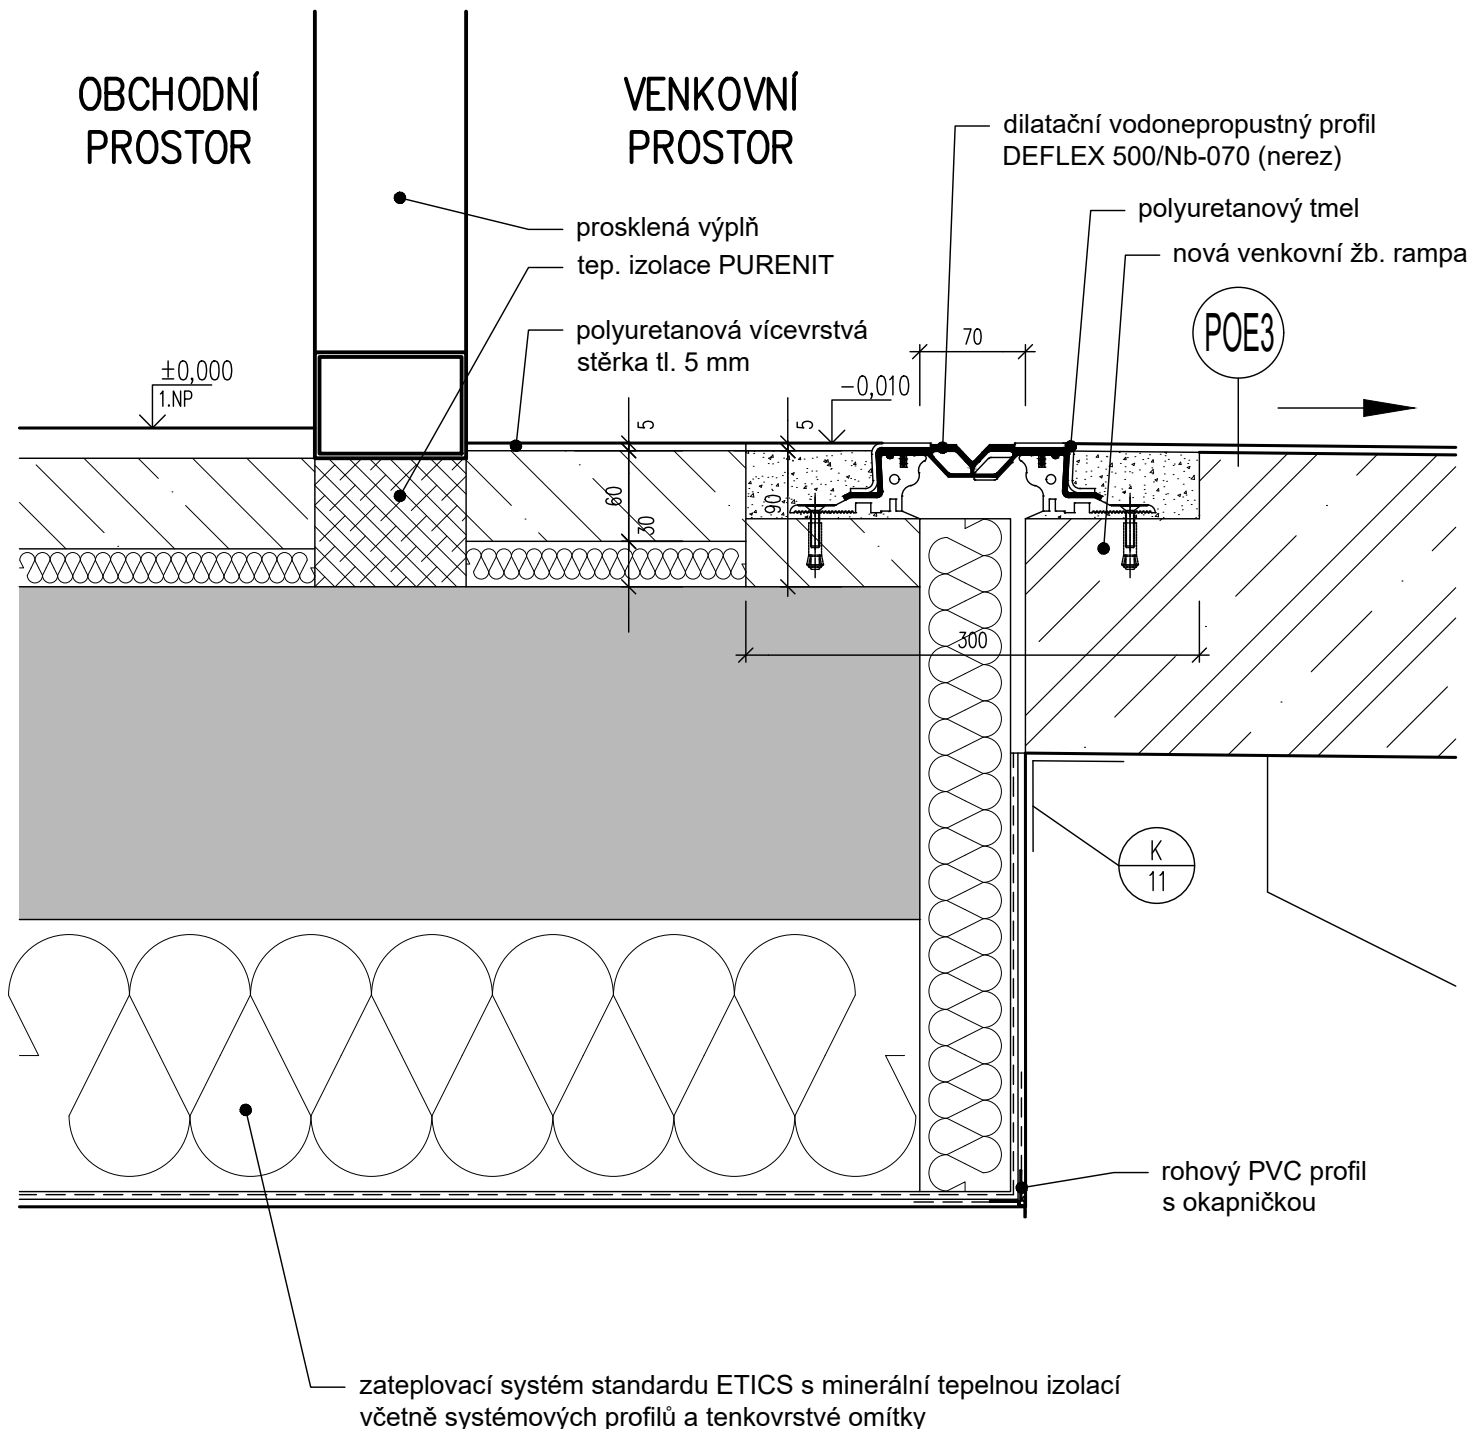 OBCHODNÍ
PROSTOR
VENKOVNÍ
PROSTOR
dilatační vodonepropustný profil
DEFLEX 500/Nb-070 (nerez)
polyuretanový tmel
nová venkovní žb. rampa
prosklená výplň
tep. izolace PURENIT
polyuretanová vícevrstvá
stěrka tl. 5 mm
POE3
70
±0,000
1.NP
-0,010
5
5
60
30
90
300
K
11
rohový PVC profil
s okapničkou
zateplovací systém standardu ETICS s minerální tepelnou izolací
včetně systémových profilů a tenkovrstvé omítky